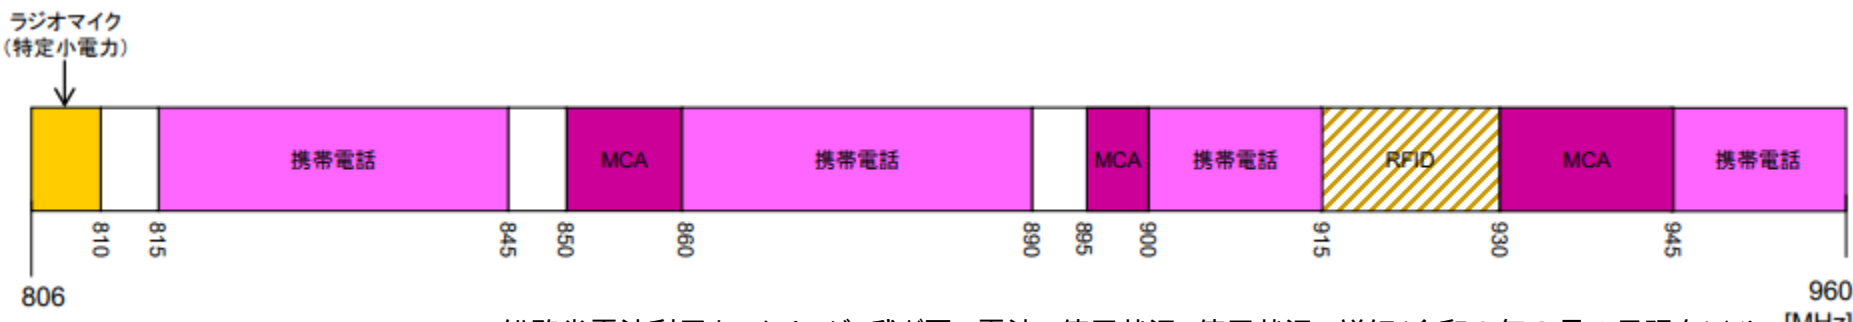 ラジオマイク
（特定小電力）
携帯電話
MCA
携帯電話
MCA
携帯電話
RFID
MCA
携帯電話
810
815
845
850
860
890
895
900
915
930
945
806
960
[MHz]